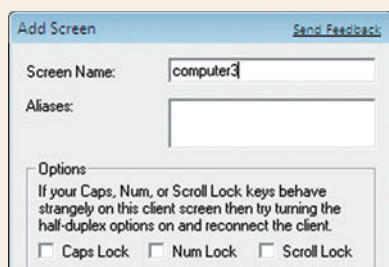 Add Screen
Send Feedback
Screen Name:
computer3
Aliases:
Options
If your Caps, Num, or Scroll Lock keys behave
strangely on this client screen then try turning the
half-duplex options on and reconnect the client.
Caps Lock
Num Lock
Scroll Lock